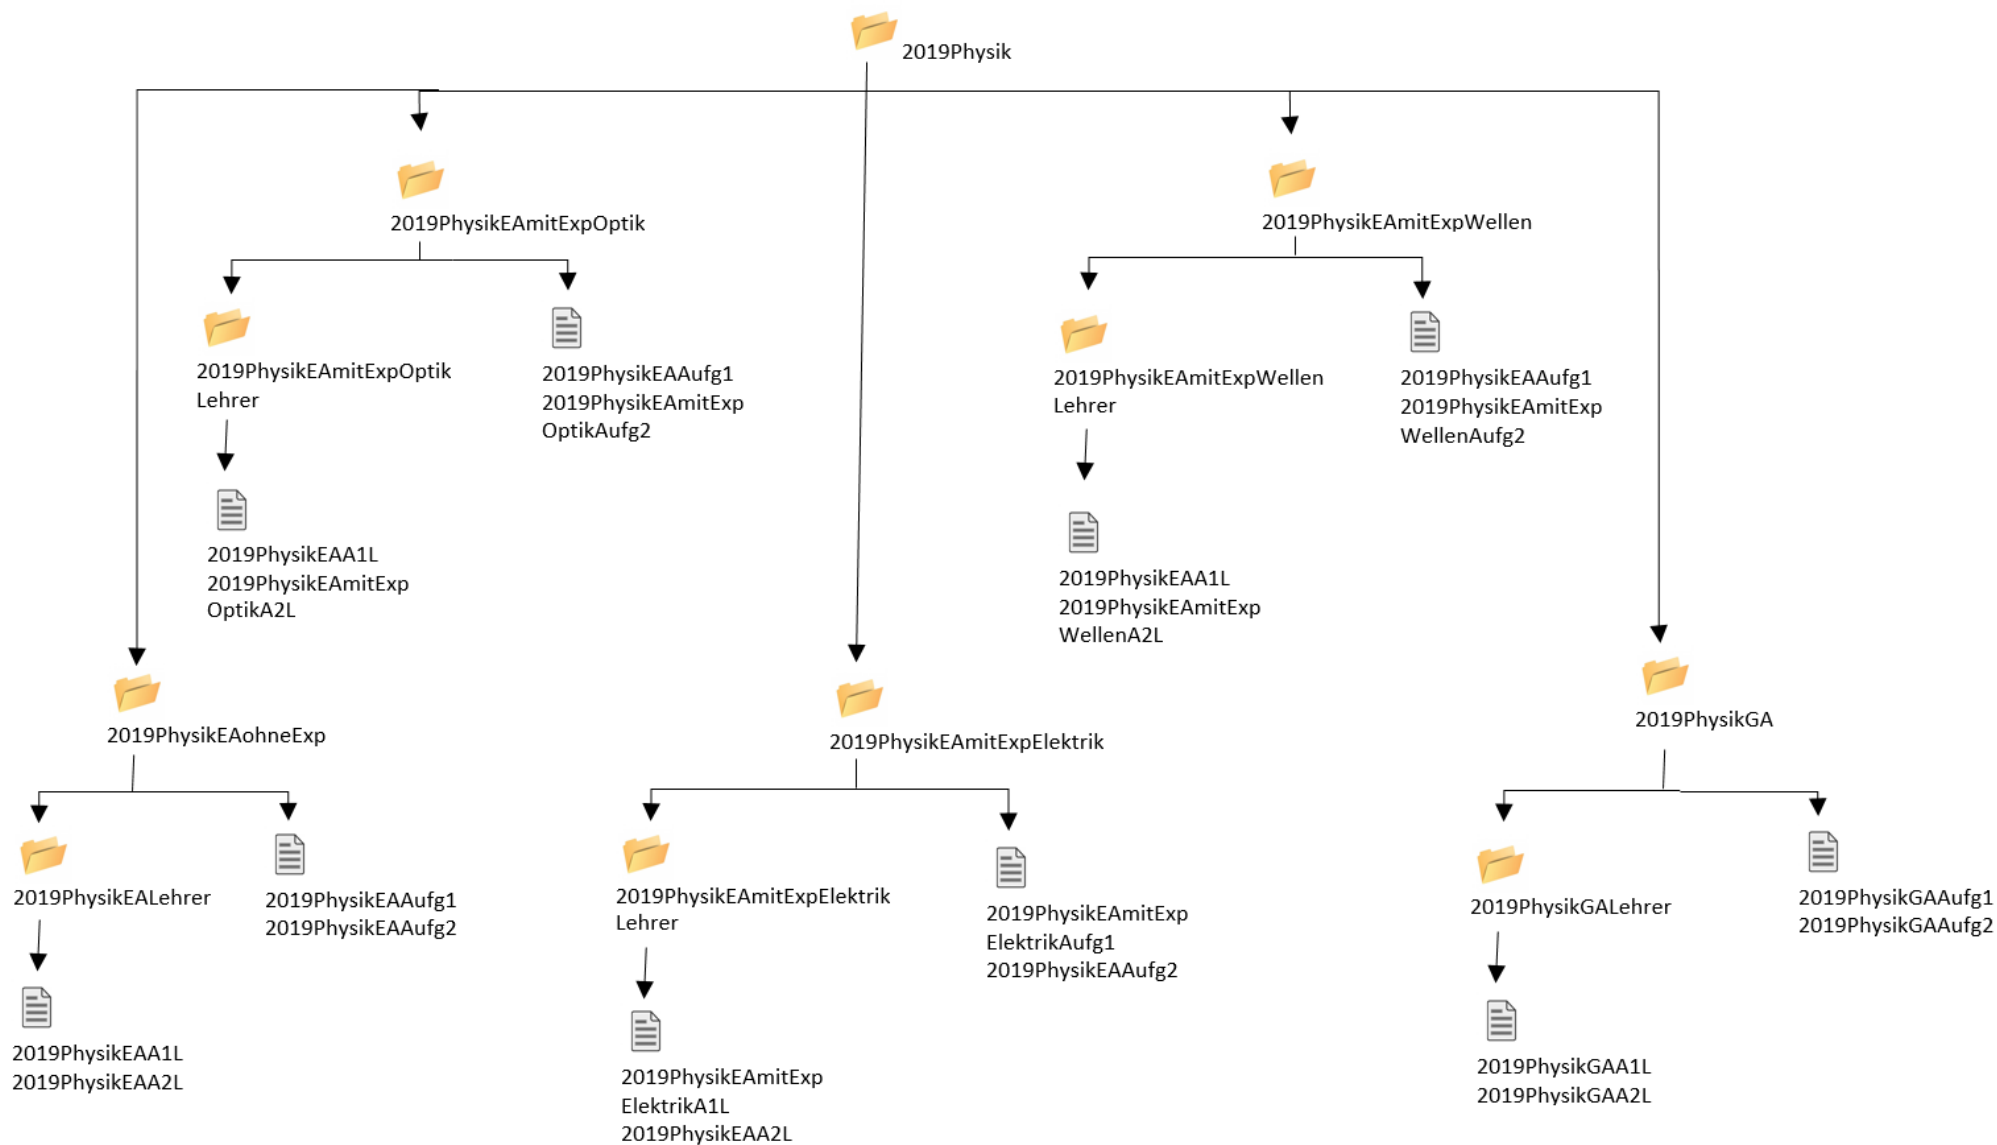 2019Physik
2019PhysikEAmitExpOptik
2019PhysikEAmitExpOptik
Lehrer
2019PhysikEAAufg1
2019PhysikEAmitExp
OptikAufg2
2019PhysikEAA1L
2019PhysikEAmitExp
OptikA2L
2019PhysikEAmitExpWellen
2019PhysikEAmitExpWellen
Lehrer
2019PhysikEAAufg1
2019PhysikEAmitExp
WellenAufg2
2019PhysikEAA1L
2019PhysikEAmitExp
WellenA2L
2019PhysikEAohneExp
2019PhysikEALehrer
2019PhysikEAAufg1
2019PhysikEAAufg2
2019PhysikEAA1L
2019PhysikEAA2L
2019PhysikEAmitExpElektrik
2019PhysikEAmitExpElektrik
Lehrer
2019PhysikEAmitExp
ElektrikAufg1
2019PhysikEAAufg2
2019PhysikEAmitExp
ElektrikA1L
2019PhysikEAA2L
2019PhysikGA
2019PhysikGALehrer
2019PhysikGAAufg1
2019PhysikGAAufg2
2019PhysikGAA1L
2019PhysikGAA2L